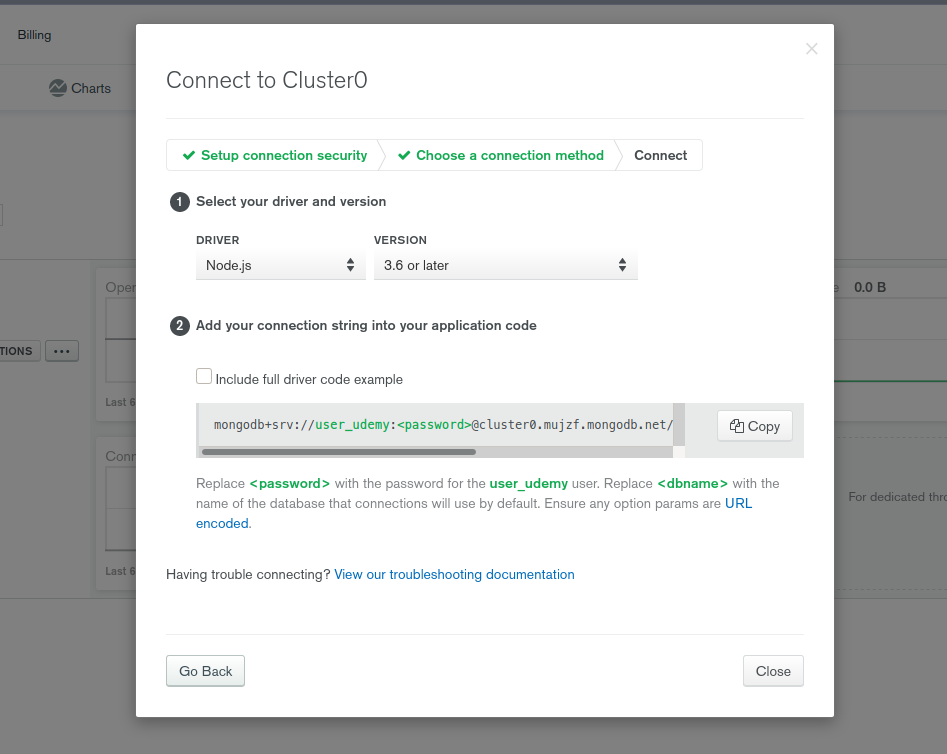 Billing
Charts
Connect to Cluster0
Setup connection security
Choose a connection method
Connect
1 Select your driver and version
DRIVER VERSION
Node.js 3.6 or later
0.0 B
2 Add your connection string into your application code
Include full driver code example
mongodb+srv://user_udemy:<password>@cluster0.mujzf.mongodb.net/
Copy
Replace <password> with the password for the user_udemy user. Replace <dbname> with the
name of the database that connections will use by default. Ensure any option params are URL
encoded.
Having trouble connecting? View our troubleshooting documentation
Go Back
Close
Oper
TIONS
Last 6
Conn
Last 6
For dedicated thro